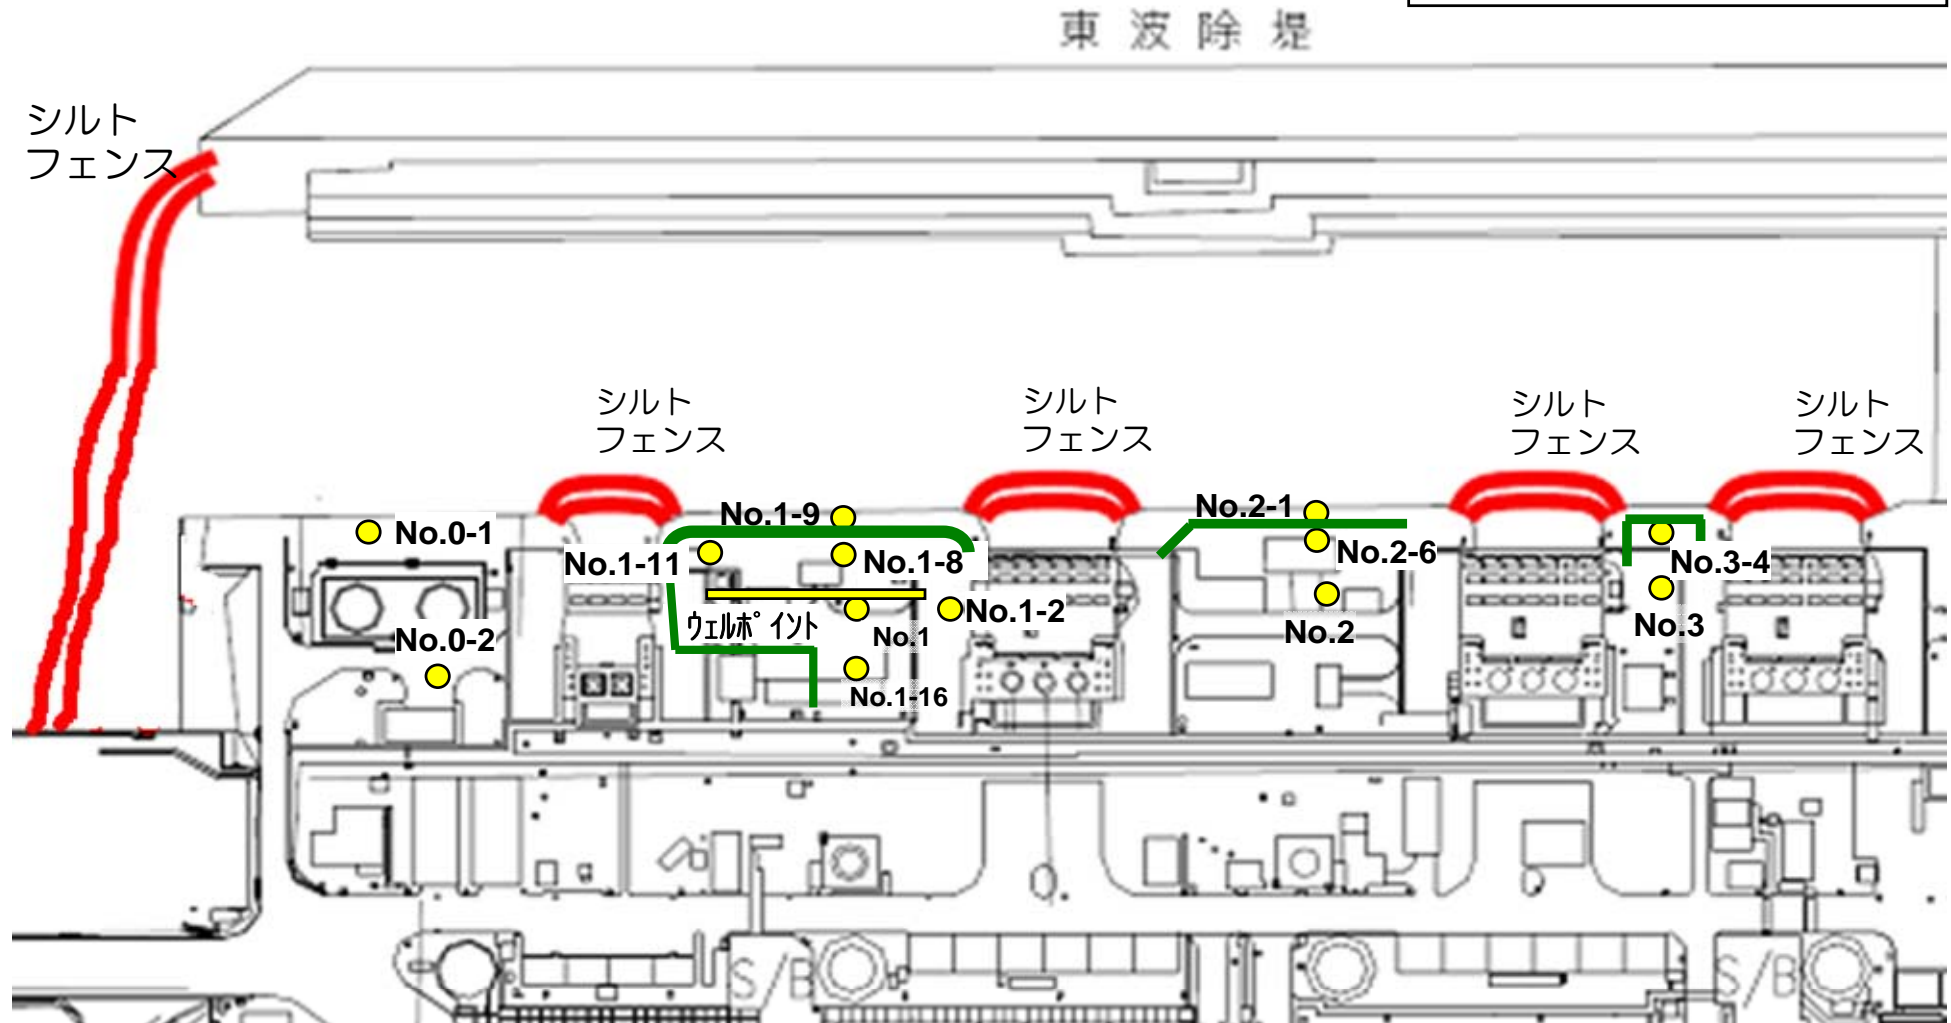 東波除堤
シルト
フェンス
シルト
フェンス
シルト
フェンス
シルト
フェンス
シルト
フェンス
No.1-9
No.2-1
No.0-1
No.1-11
No.1-8
No.2-6
No.3-4
No.1-2
ｳｪﾙﾎﾟｲﾝﾄ
No.1
No.2
No.3
No.0-2
No.1-16
S/B
S/B